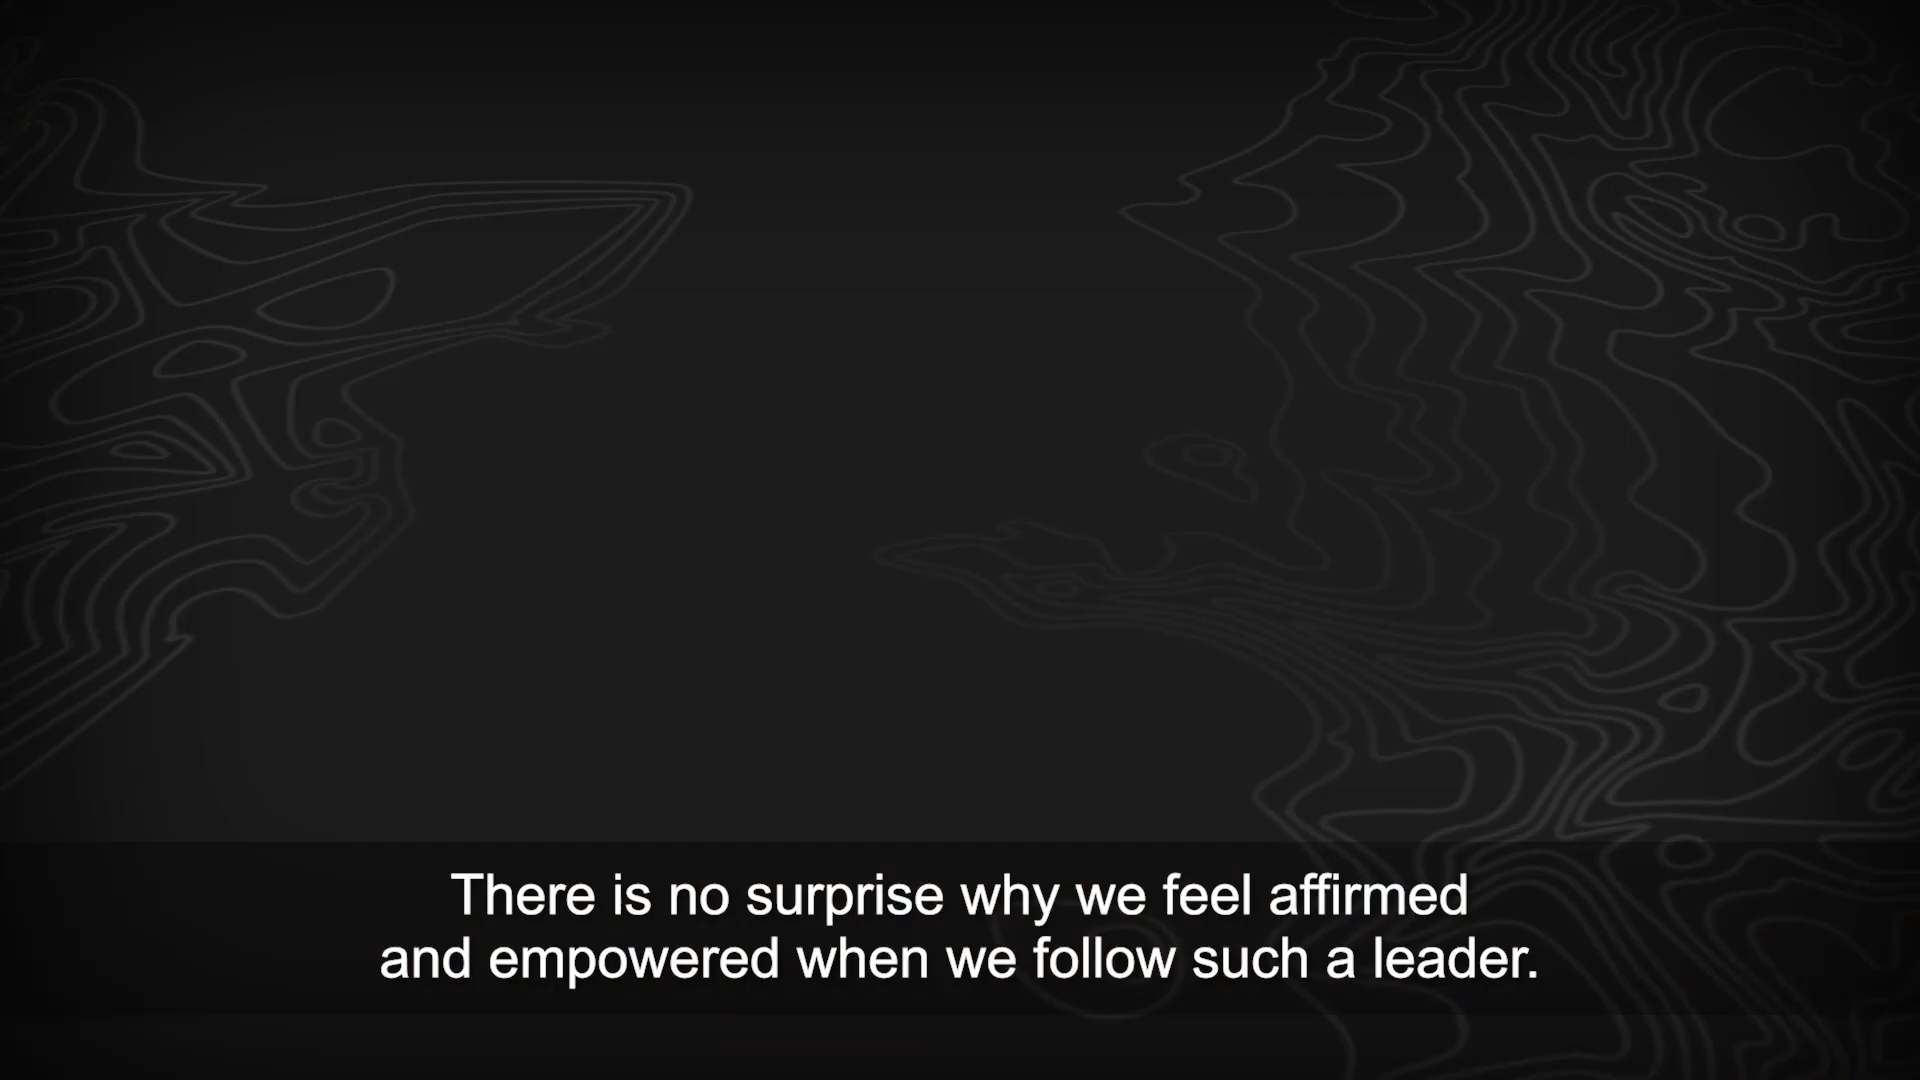 There is no surprise why we feel affirmed
and empowered when we follow such a leader.